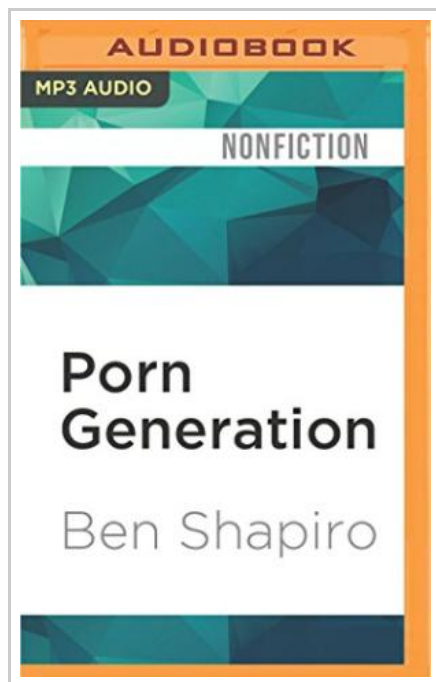 AUDIOBOOK
MP3 AUDIO
NONFICTION
Porn
Generation
Ben Shapiro